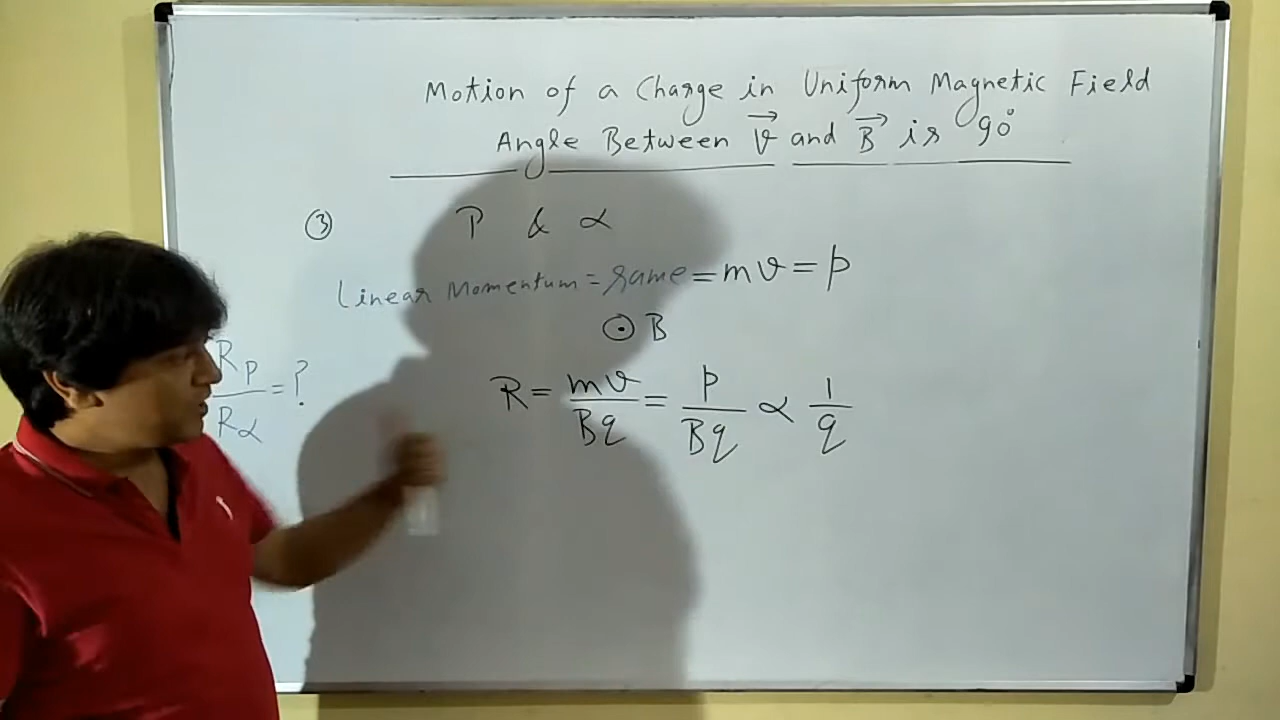 Motion of a Charge in Uniform Magnetic Field
Angle Between v⃗ and B⃗ is 90°
③ P & α
Linear Momentum = same = mv = p
⊙ B
Rp/Rα = ?
R = mv/Bq = p/Bq ∝ 1/q